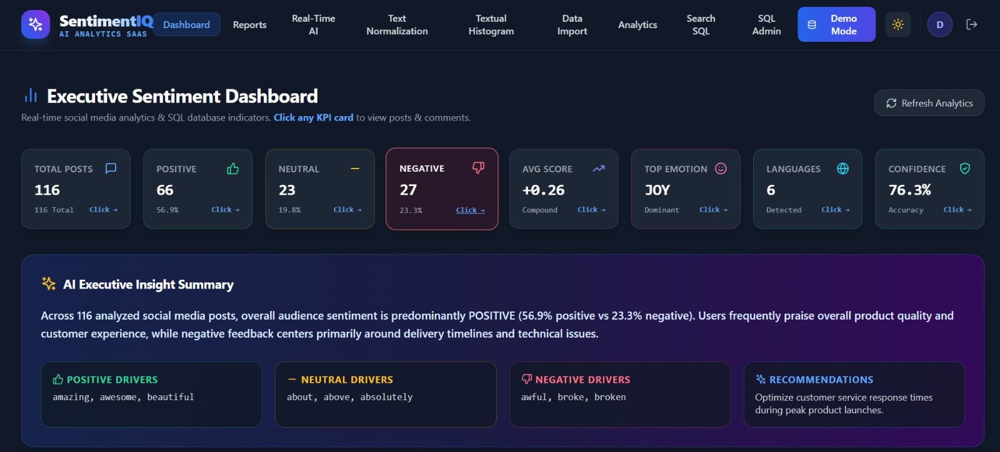 SentimentIQ
AI ANALYTICS SAAS
Dashboard
Reports
Real-Time
AI
Text
Normalization
Textual
Histogram
Data
Import
Analytics
Search
SQL
SQL
Admin
Demo
Mode
D
Executive Sentiment Dashboard
Real-time social media analytics & SQL database indicators. Click any KPI card to view posts & comments.
Refresh Analytics
TOTAL POSTS
116
116 Total Click →
POSITIVE
66
56.9% Click →
NEUTRAL
23
19.8% Click →
NEGATIVE
27
23.3% Click →
AVG SCORE
+0.26
Compound Click →
TOP EMOTION
JOY
Dominant Click →
LANGUAGES
6
Detected Click →
CONFIDENCE
76.3%
Accuracy Click →
AI Executive Insight Summary
Across 116 analyzed social media posts, overall audience sentiment is predominantly POSITIVE (56.9% positive vs 23.3% negative). Users frequently praise overall product quality and
customer experience, while negative feedback centers primarily around delivery timelines and technical issues.
POSITIVE DRIVERS
amazing, awesome, beautiful
NEUTRAL DRIVERS
about, above, absolutely
NEGATIVE DRIVERS
awful, broke, broken
RECOMMENDATIONS
Optimize customer service response times
during peak product launches.